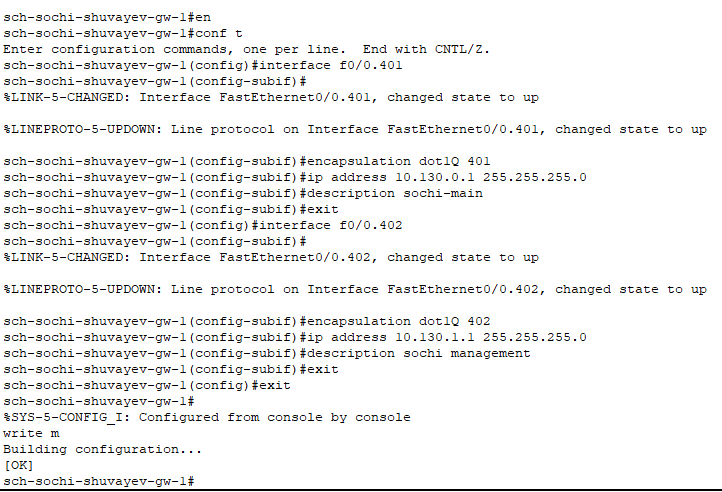 sch-sochi-shuvayev-gw-1#en
sch-sochi-shuvayev-gw-1#conf t
Enter configuration commands, one per line.  End with CNTL/Z.
sch-sochi-shuvayev-gw-1(config)#interface f0/0.401
sch-sochi-shuvayev-gw-1(config-subif)#
%LINK-5-CHANGED: Interface FastEthernet0/0.401, changed state to up
%LINEPROTO-5-UPDOWN: Line protocol on Interface FastEthernet0/0.401, changed state to up
sch-sochi-shuvayev-gw-1(config-subif)#encapsulation dot1Q 401
sch-sochi-shuvayev-gw-1(config-subif)#ip address 10.130.0.1 255.255.255.0
sch-sochi-shuvayev-gw-1(config-subif)#description sochi-main
sch-sochi-shuvayev-gw-1(config-subif)#exit
sch-sochi-shuvayev-gw-1(config)#interface f0/0.402
sch-sochi-shuvayev-gw-1(config-subif)#
%LINK-5-CHANGED: Interface FastEthernet0/0.402, changed state to up
%LINEPROTO-5-UPDOWN: Line protocol on Interface FastEthernet0/0.402, changed state to up
sch-sochi-shuvayev-gw-1(config-subif)#encapsulation dot1Q 402
sch-sochi-shuvayev-gw-1(config-subif)#ip address 10.130.1.1 255.255.255.0
sch-sochi-shuvayev-gw-1(config-subif)#description sochi management
sch-sochi-shuvayev-gw-1(config-subif)#exit
sch-sochi-shuvayev-gw-1(config)#exit
sch-sochi-shuvayev-gw-1#
%SYS-5-CONFIG_I: Configured from console by console
write m
Building configuration...
[OK]
sch-sochi-shuvayev-gw-1#